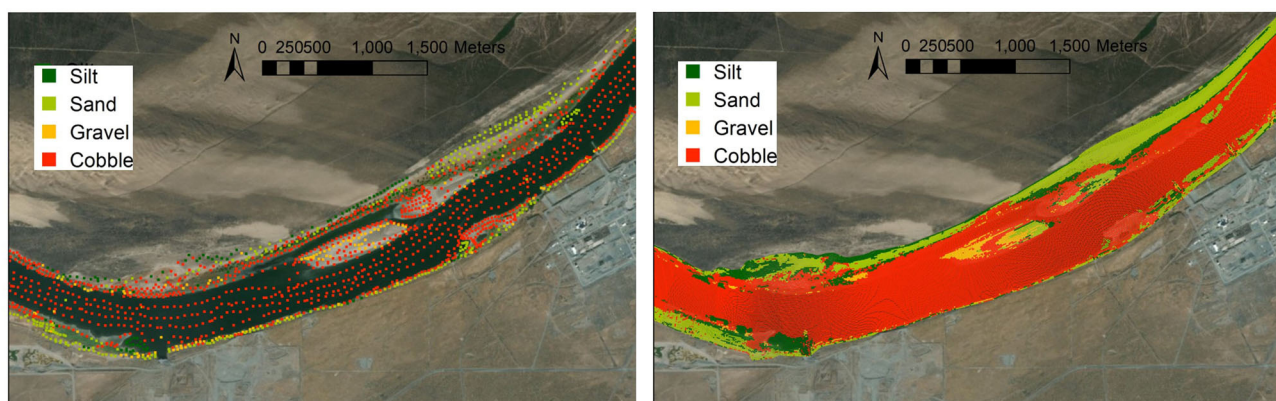 N
0 250500 1,000 1,500 Meters
Silt
Sand
Gravel
Cobble
N
0 250500 1,000 1,500 Meters
Silt
Sand
Gravel
Cobble